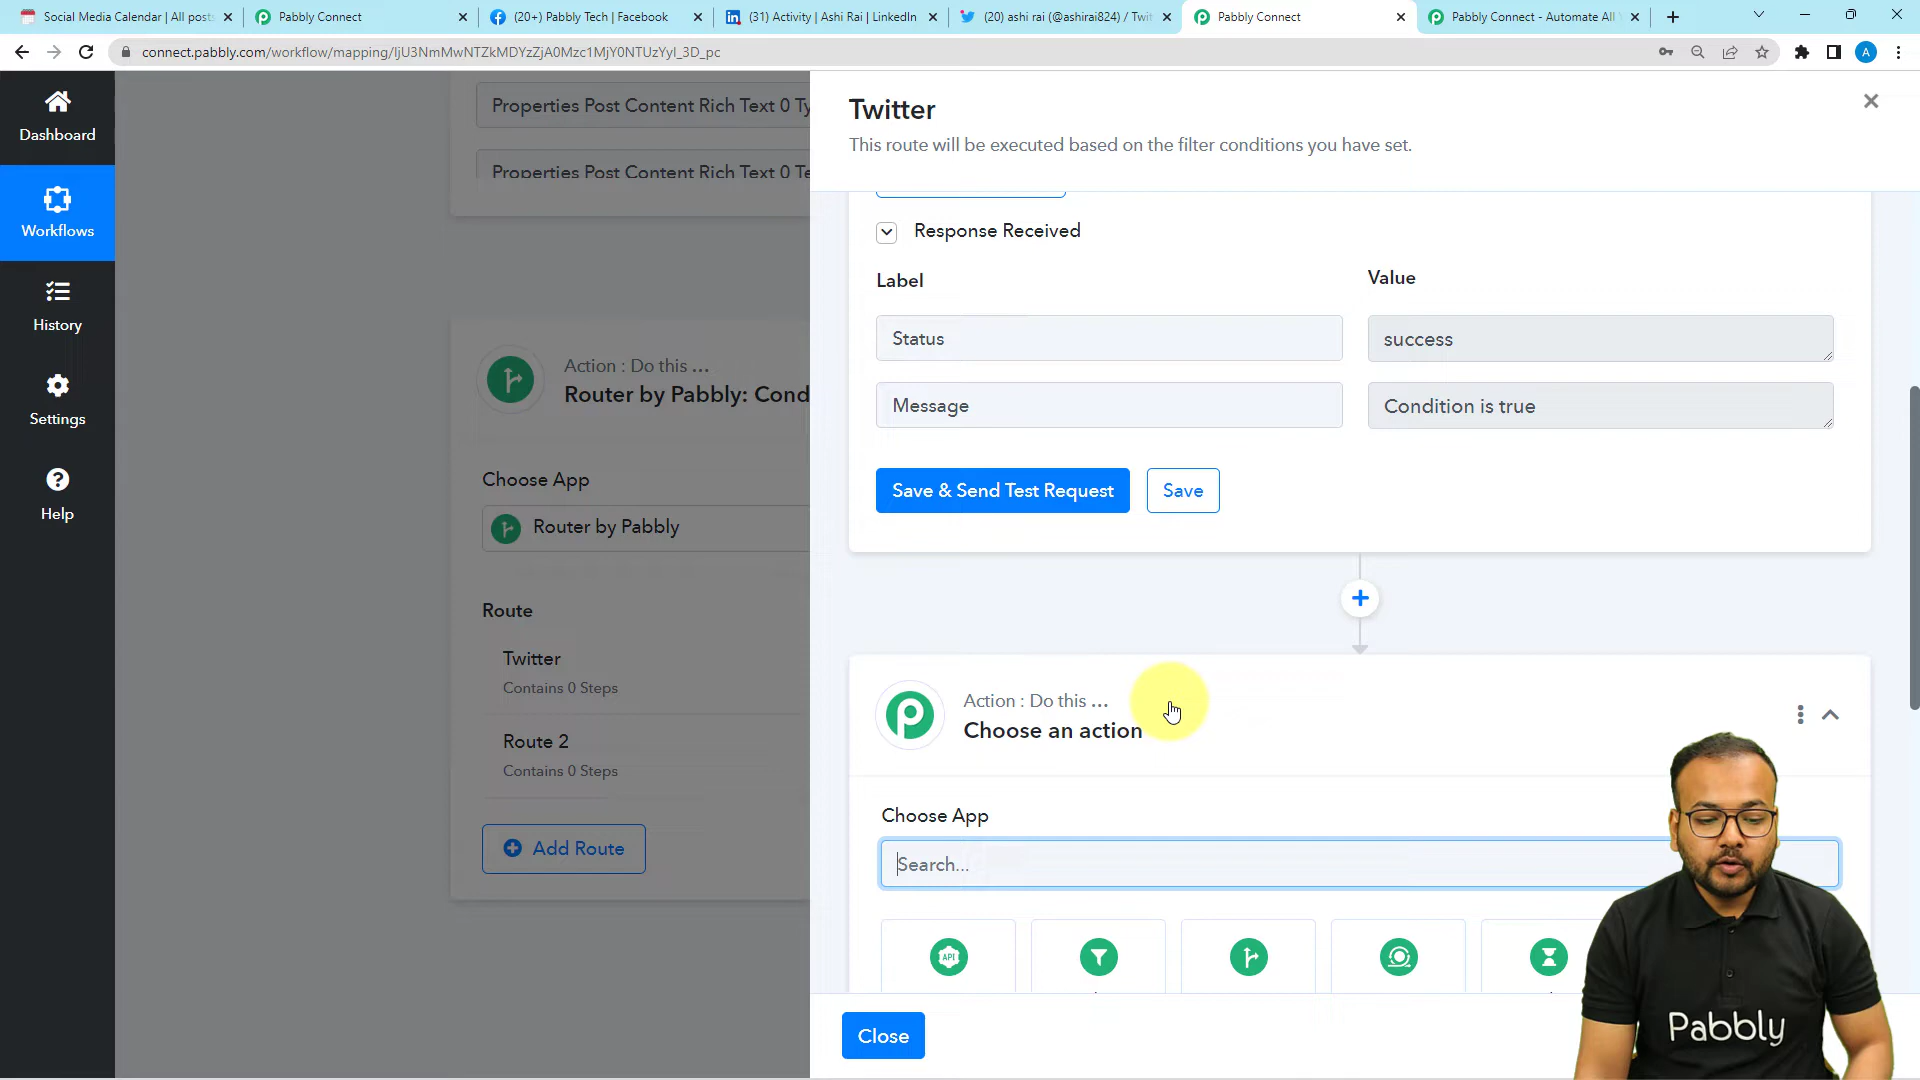 Social Media Calendar | All posts
Pabbly Connect
(20+) Pabbly Tech | Facebook
(31) Activity | Ashi Rai | LinkedIn
(20) ashi rai (@ashirai824) / Twit
Pabbly Connect
Pabbly Connect - Automate All
connect.pabbly.com/workflow/mapping/IjU3NmMwNTZkMDYzZjA0Mzc1MjY0NTUzYyI_3D_pc
A
Dashboard
Workflows
History
Settings
Help
Properties Post Content Rich Text 0 Ty
Properties Post Content Rich Text 0 Te
Action : Do this ...
Router by Pabbly: Cond
Choose App
Router by Pabbly
Route
Twitter
Contains 0 Steps
Route 2
Contains 0 Steps
Add Route
Twitter
This route will be executed based on the filter conditions you have set.
Response Received
Label
Value
Status
success
Message
Condition is true
Save & Send Test Request
Save
Action : Do this ...
Choose an action
Choose App
Search...
API
Close
Pabbly